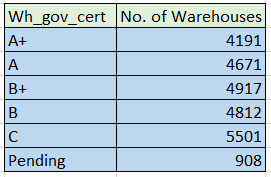 Wh_gov_cert No. of Warehouses
A+ 4191
A 4671
B+ 4917
B 4812
C 5501
Pending 908